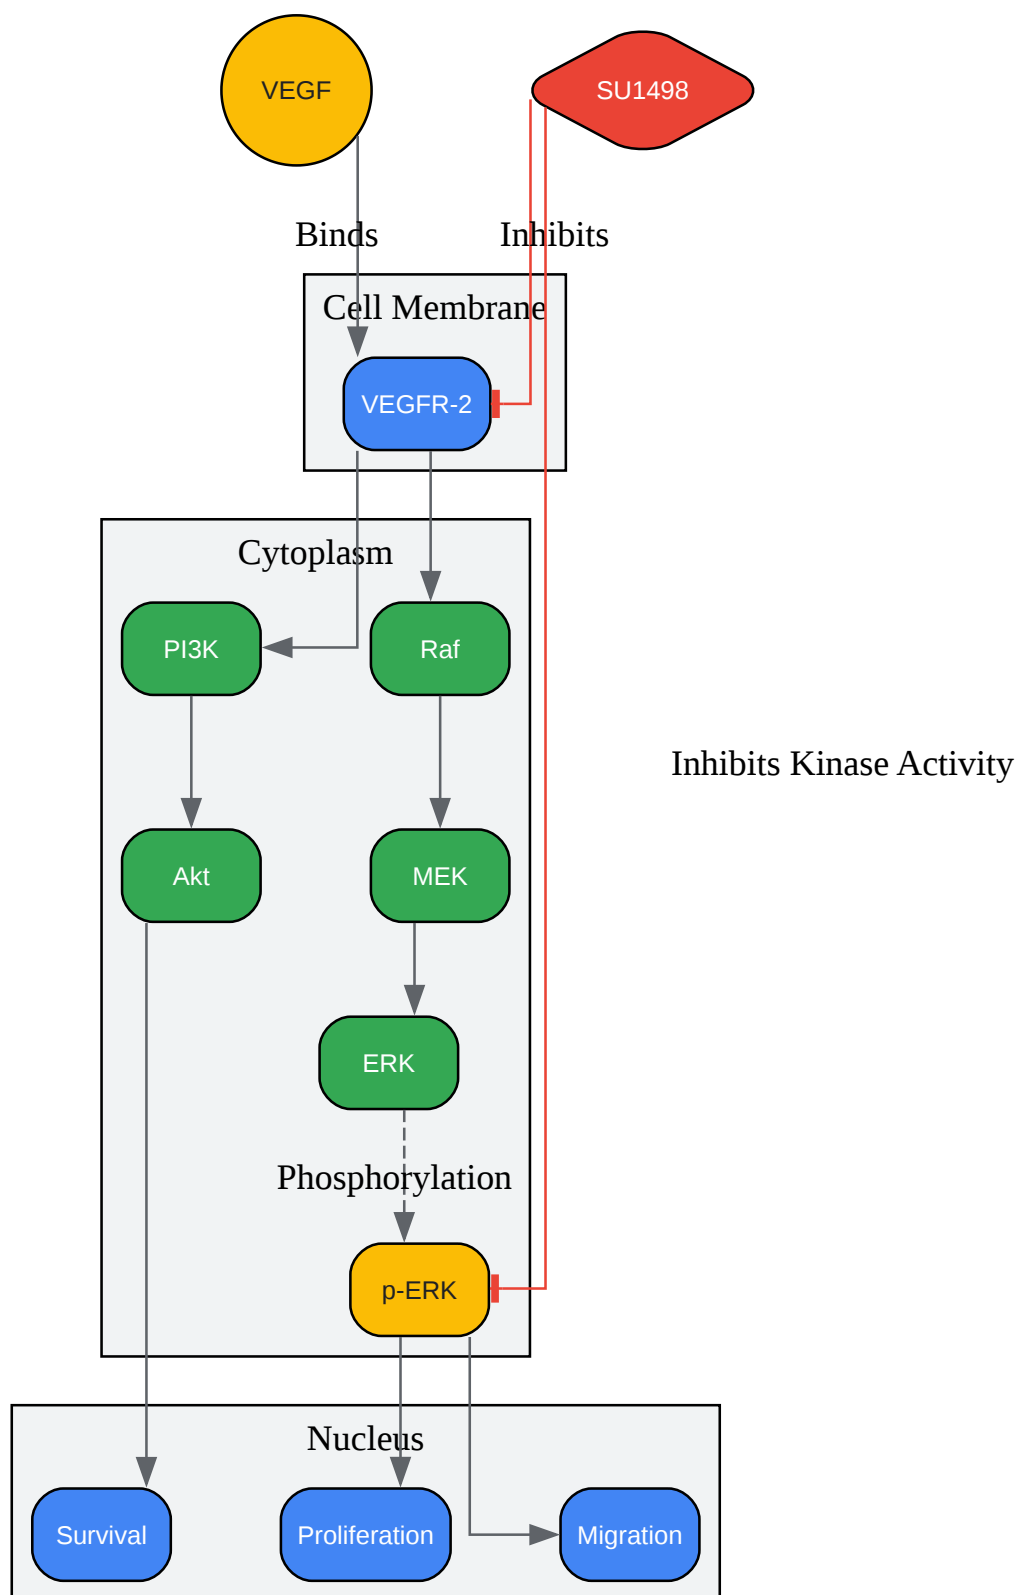 VEGF
SU1498
Binds
Inhibits
Cell Membrane
VEGFR-2
Cytoplasm
PI3K
Raf
Inhibits Kinase Activity
Akt
MEK
ERK
Phosphorylation
p-ERK
Nucleus
Survival
Proliferation
Migration